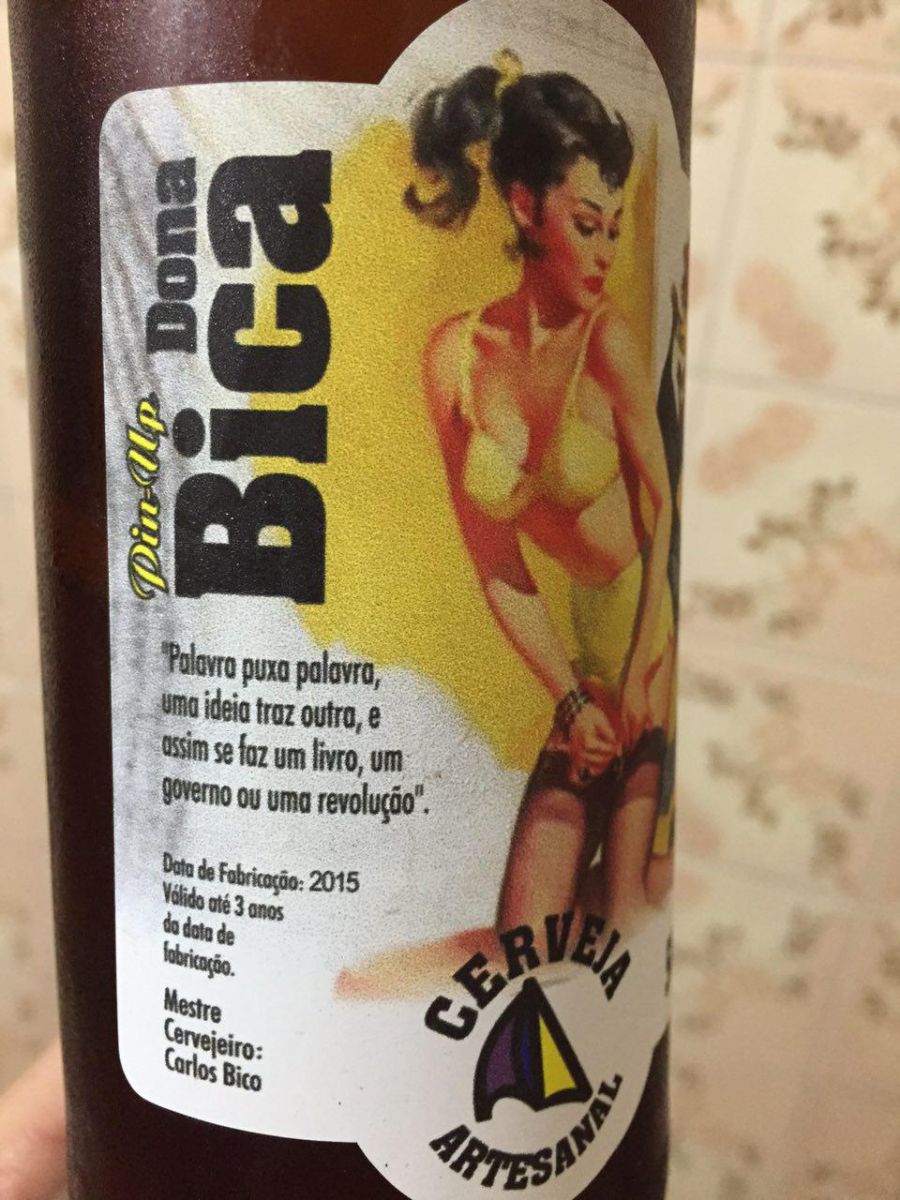 Pin-Up
Dona
Bica
"Palavra puxa palavra,
uma ideia traz outra, e
assim se faz um livro, um
governo ou uma revolução".
Data de Fabricação: 2015
Válido até 3 anos
da data de
fabricação.
Mestre
Cervejeiro:
Carlos Bico
CERVEJA
ARTESANAL